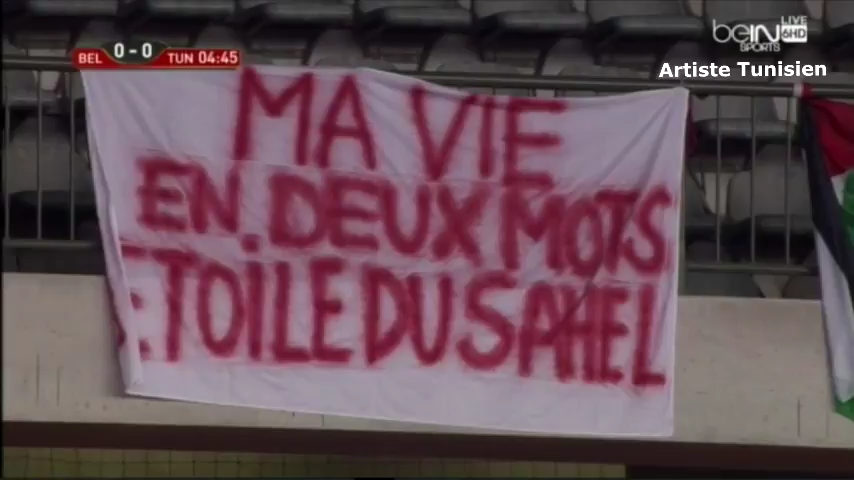 BEL 0-0 TUN 04:45
beIN LIVE 6HD
SPORTS
Artiste Tunisien
MA VIE
EN DEUX MOTS
ETOILE DU SAHEL